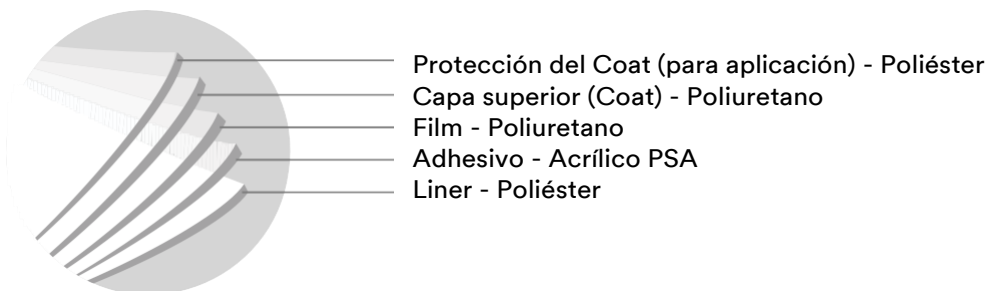 Protección del Coat (para aplicación) - Poliéster
Capa superior (Coat) - Poliuretano
Film - Poliuretano
Adhesivo - Acrílico PSA
Liner - Poliéster